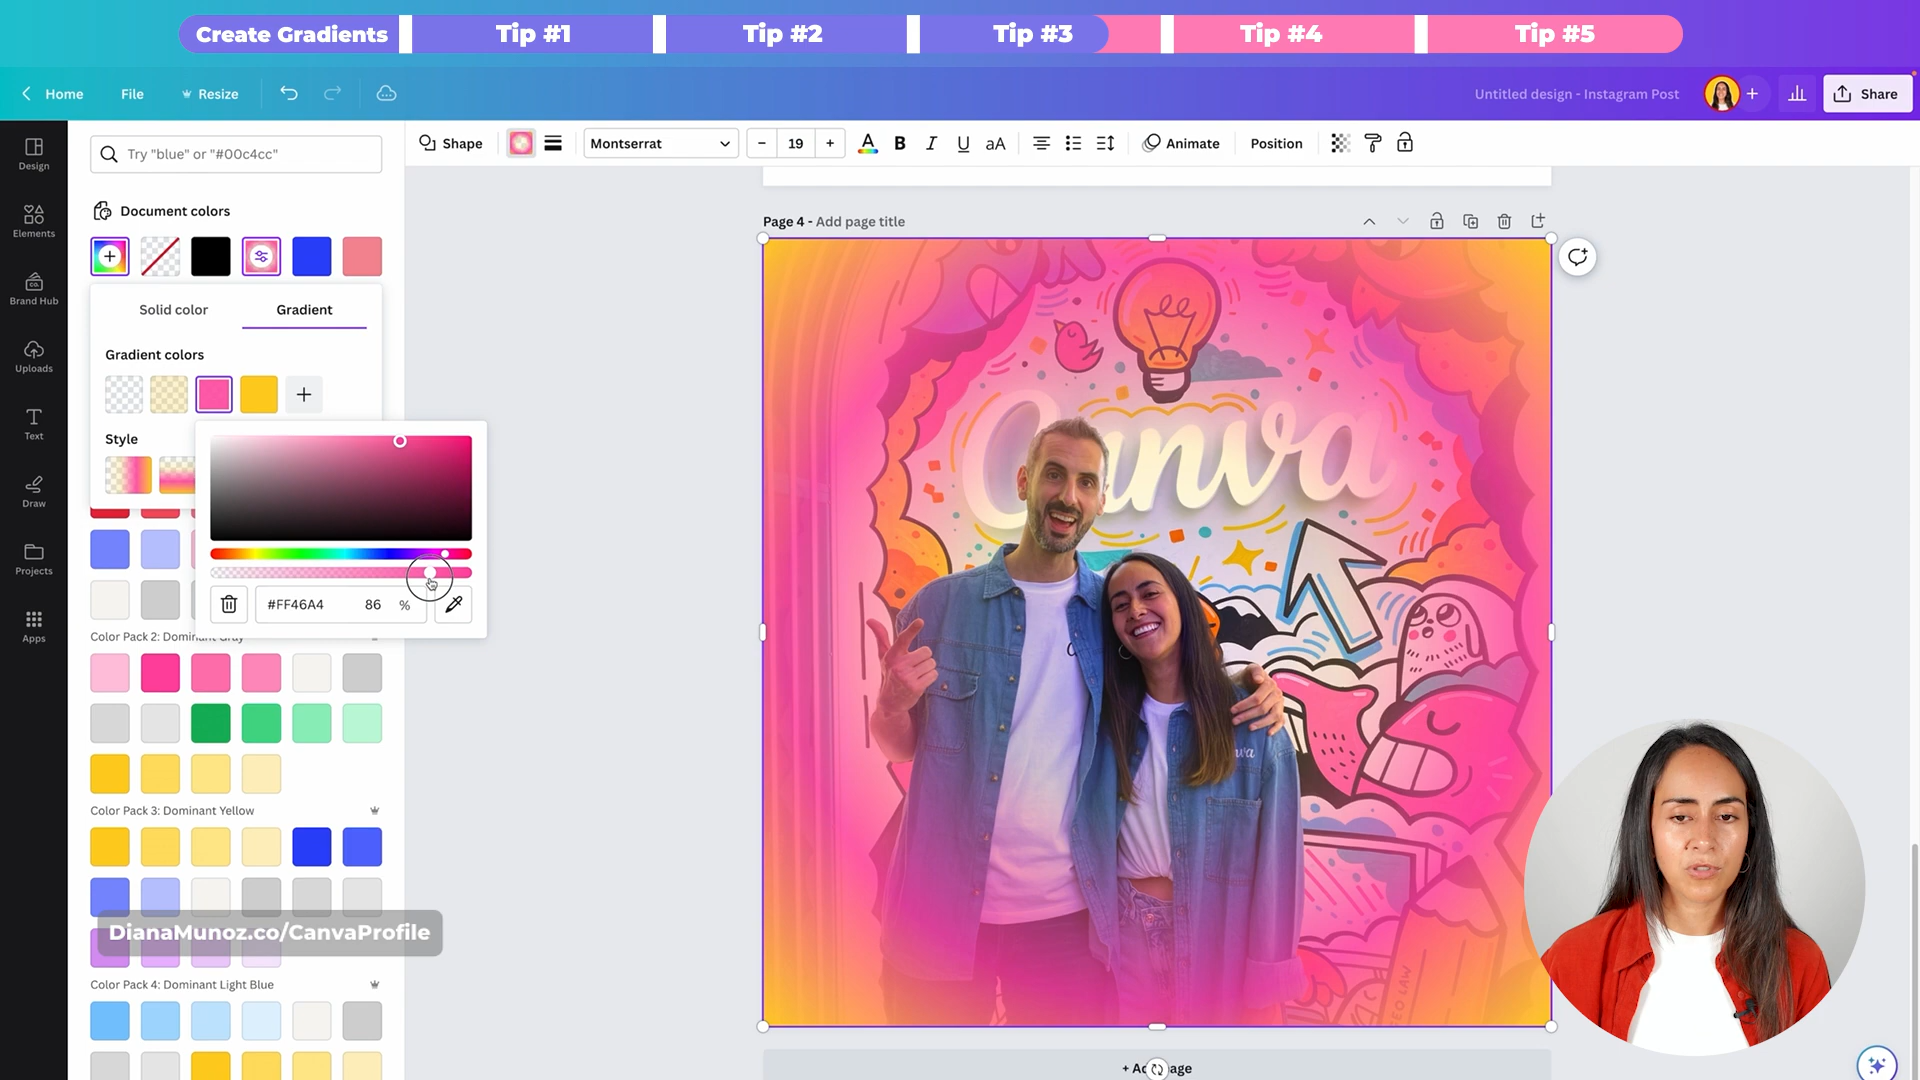 Create Gradients
Tip #1
Tip #2
Tip #3
Tip #4
Tip #5
Home
File
Resize
Untitled design - Instagram Post
Share
Design
Elements
Brand Hub
Uploads
Text
Draw
Projects
Apps
Try "blue" or "#00c4cc"
Document colors
Solid color
Gradient
Gradient colors
Style
#FF46A4 86 %
Color Pack 2: Dominant Gray
Color Pack 3: Dominant Yellow
DianaMunoz.co/CanvaProfile
Color Pack 4: Dominant Light Blue
Shape
Montserrat
- 19 +
A B I U aA
Animate
Position
Page 4 - Add page title
Canva
GEO LAW